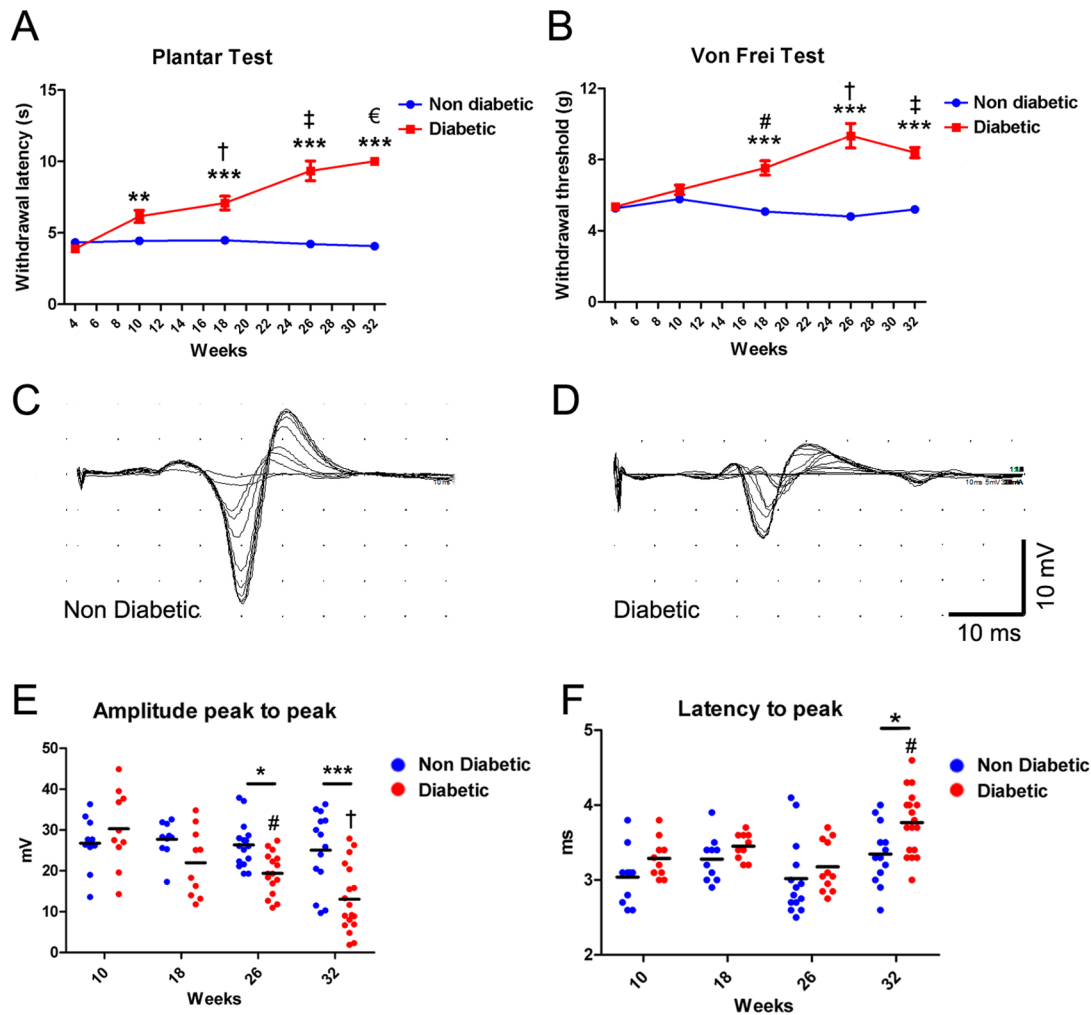 A
Plantar Test
Withdrawal latency (s)
15
10
5
0
** † *** ‡ *** € ***
Non diabetic
Diabetic
4 6 8 10 12 14 16 18 20 22 24 26 28 30 32
Weeks
B
Von Frei Test
Withdrawal threshold (g)
12
8
4
0
# *** † *** ‡ ***
Non diabetic
Diabetic
4 6 8 10 12 14 16 18 20 22 24 26 28 30 32
Weeks
C
10ms
Non Diabetic
D
10ms 5mV
Diabetic
10 mV
10 ms
E
Amplitude peak to peak
mV
50
40
30
20
10
0
* # *** †
Non Diabetic
Diabetic
10 18 26 32
Weeks
F
Latency to peak
ms
5
4
3
2
* #
Non Diabetic
Diabetic
10 18 26 32
Weeks